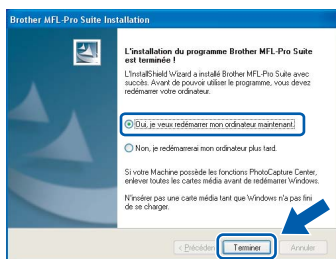 Brother MFL-Pro Suite Installation
L'installation du programme Brother MFL-Pro Suite
est terminée !
L'InstallShield Wizard a installé Brother MFL-Pro Suite avec
succès. Avant de pouvoir utiliser le programme, vous devez
redémarrer votre ordinateur.
Oui, je veux redémarrer mon ordinateur maintenant.
Non, je redémarrerai mon ordinateur plus tard.
Si votre Machine possède les fonctions PhotoCapture Center,
enlever toutes les cartes média avant de redémarrer Windows.
N'insérer pas une carte média tant que Windows n'a pas fini
de se charger.
< Précédent
Terminer
Annuler